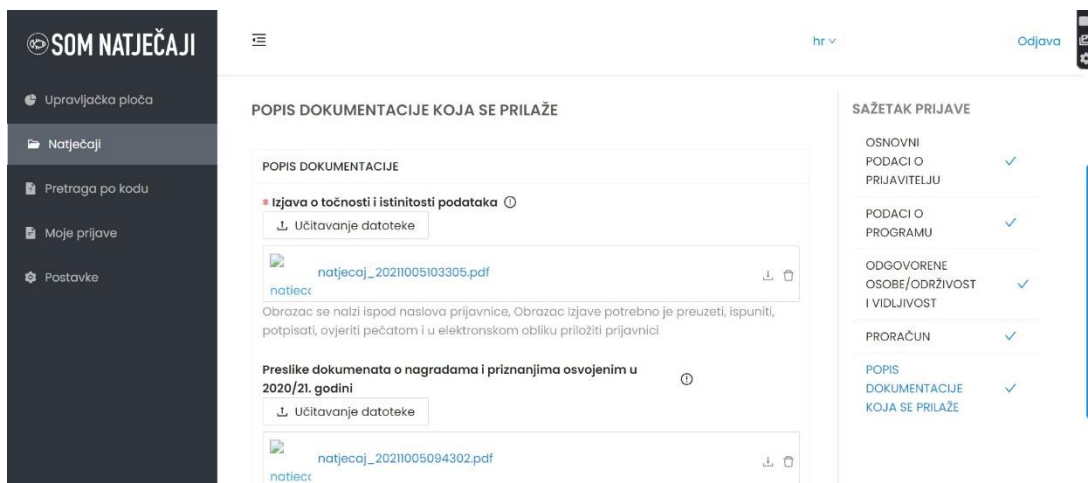 SOM NATJEČAJI
hr
Odjava
Upravljačka ploča
Natječaji
Pretraga po kodu
Moje prijave
Postavke
POPIS DOKUMENTACIJE KOJA SE PRILAŽE
POPIS DOKUMENTACIJE
* Izjava o točnosti i istinitosti podataka
Učitavanje datoteke
natjecaj_20211005103305.pdf
natjeco
Obrazac se nalzi ispod naslova prijavnice, Obrazac Izjave potrebno je preuzeti, ispuniti,
potpisati, ovjeriti pečatom i u elektronskom obliku priložiti prijavnici
Preslike dokumenata o nagradama i priznanjima osvojenim u
2020/21. godini
Učitavanje datoteke
natjecaj_20211005094302.pdf
natjeco
SAŽETAK PRIJAVE
OSNOVNI
PODACI O
PRIJAVITELJU
PODACI O
PROGRAMU
ODGOVORENE
OSOBE/ODRŽIVOST
I VIDLJIVOST
PRORAČUN
POPIS
DOKUMENTACIJE
KOJA SE PRILAŽE